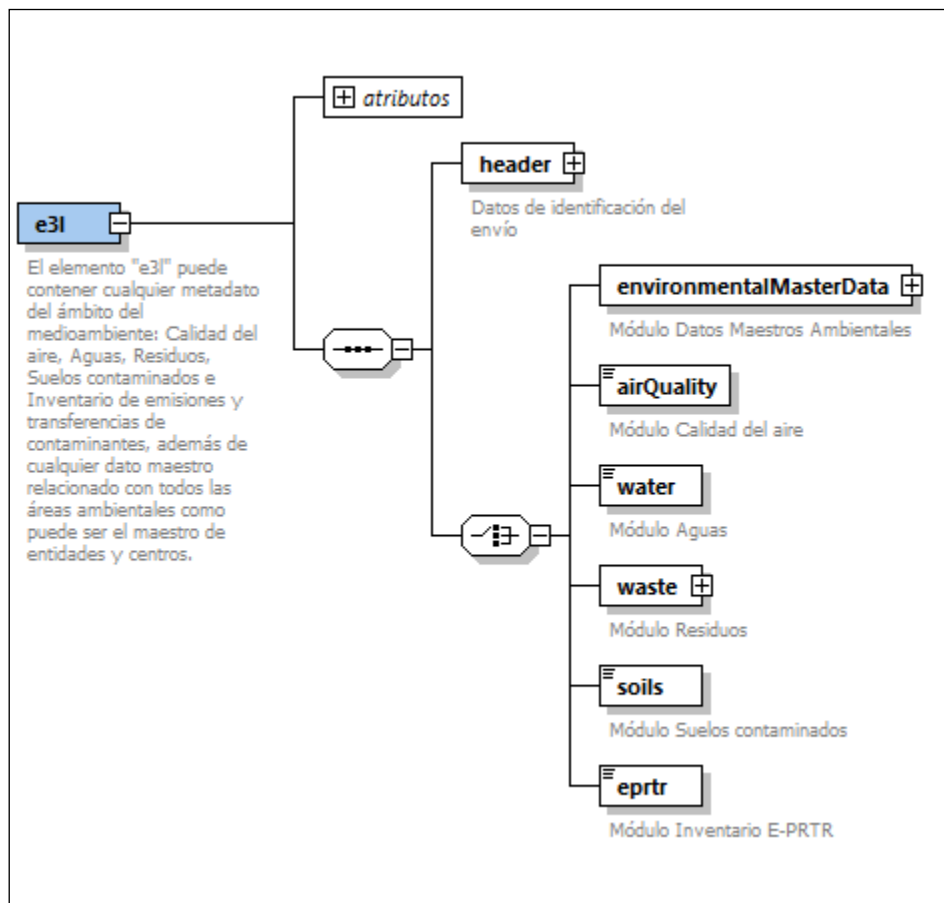 atributos
header
Datos de identificación del
envío
e3l
El elemento "e3l" puede
contener cualquier metadato
del ámbito del
medioambiente: Calidad del
aire, Aguas, Residuos,
Suelos contaminados e
Inventario de emisiones y
transferencias de
contaminantes, además de
cualquier dato maestro
relacionado con todos las
áreas ambientales como
puede ser el maestro de
entidades y centros.
environmentalMasterData
Módulo Datos Maestros Ambientales
airQuality
Módulo Calidad del aire
water
Módulo Aguas
waste
Módulo Residuos
soils
Módulo Suelos contaminados
eprtr
Módulo Inventario E-PRTR